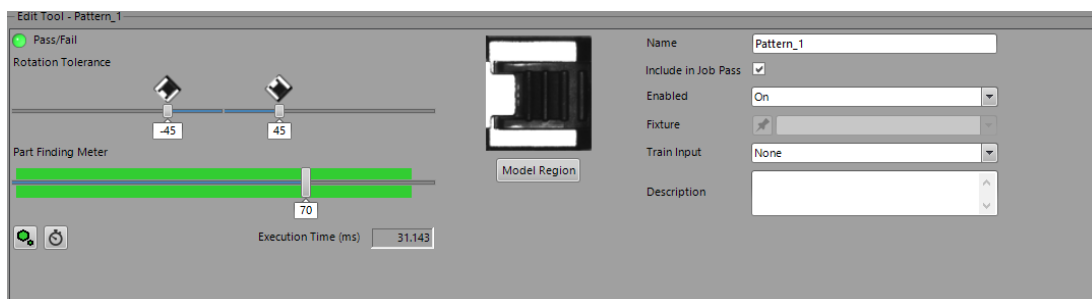 Edit Tool - Pattern_1
Pass/Fail
Rotation Tolerance
-45
45
Part Finding Meter
70
Execution Time (ms)
31.143
Model Region
Name
Pattern_1
Include in Job Pass
Enabled
On
Fixture
Train Input
None
Description